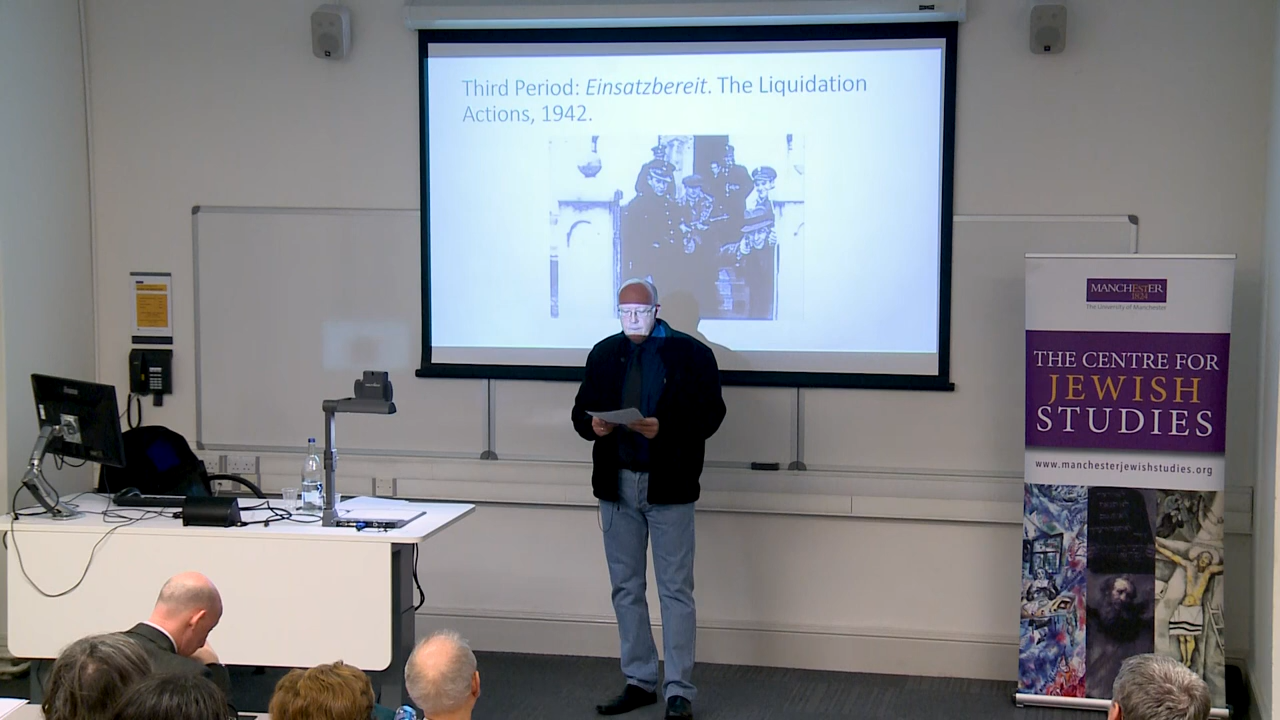 Third Period: Einsatzbereit. The Liquidation
Actions, 1942.
MANCHESTER
1824
The University of Manchester
THE CENTRE FOR
JEWISH
STUDIES
www.manchesterjewishstudies.org